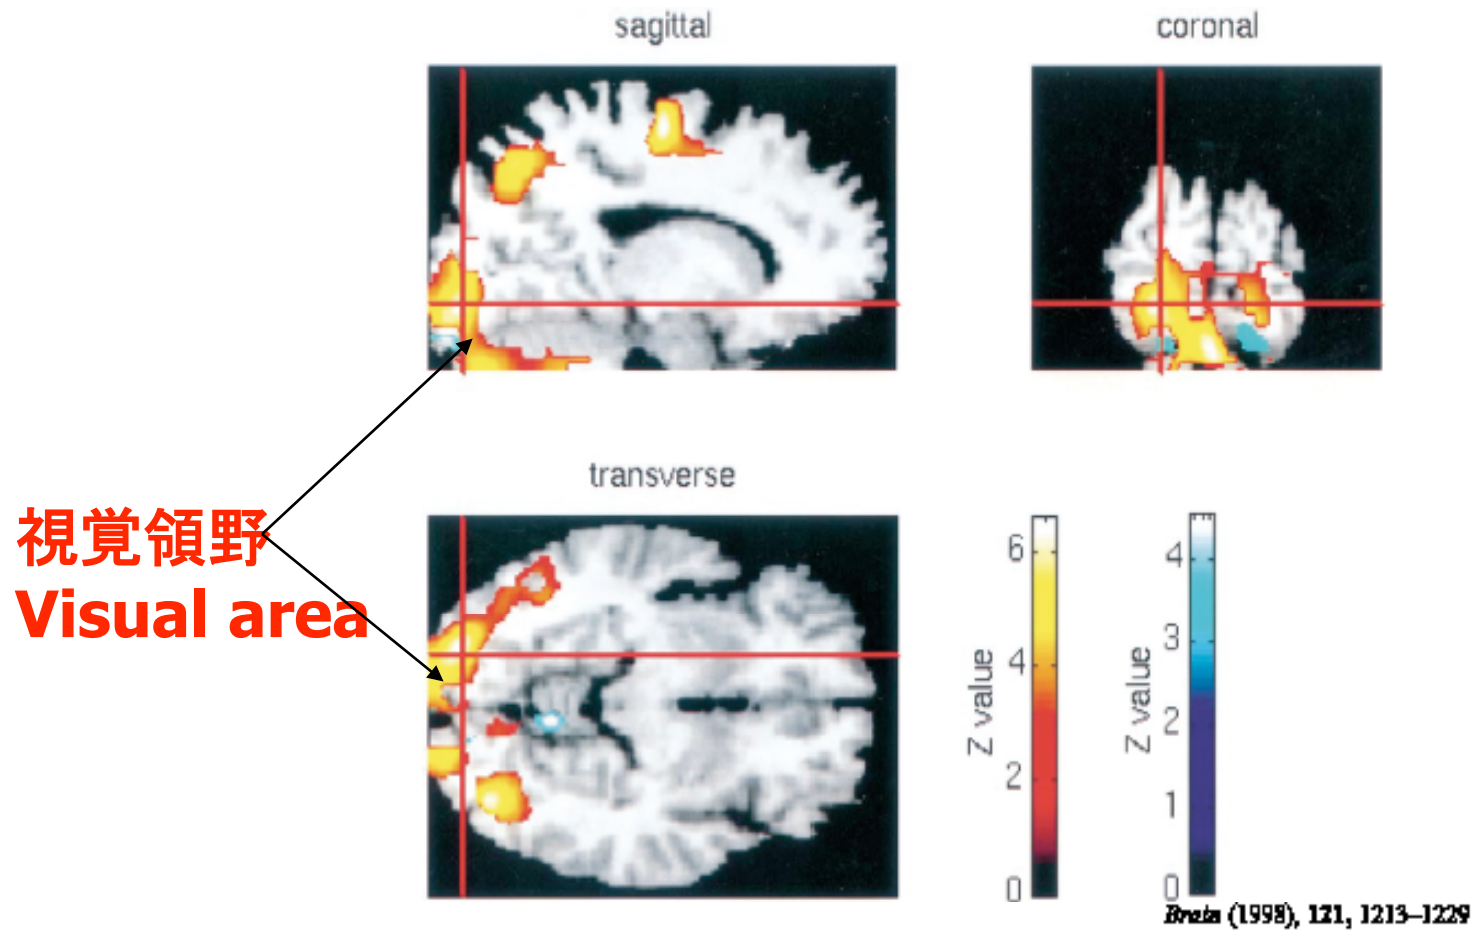 sagittal
coronal
transverse
視覚領野
Visual area
6
4
2
0
Z value
4
3
2
1
0
Z value
Brain (1998), 121, 1213–1229